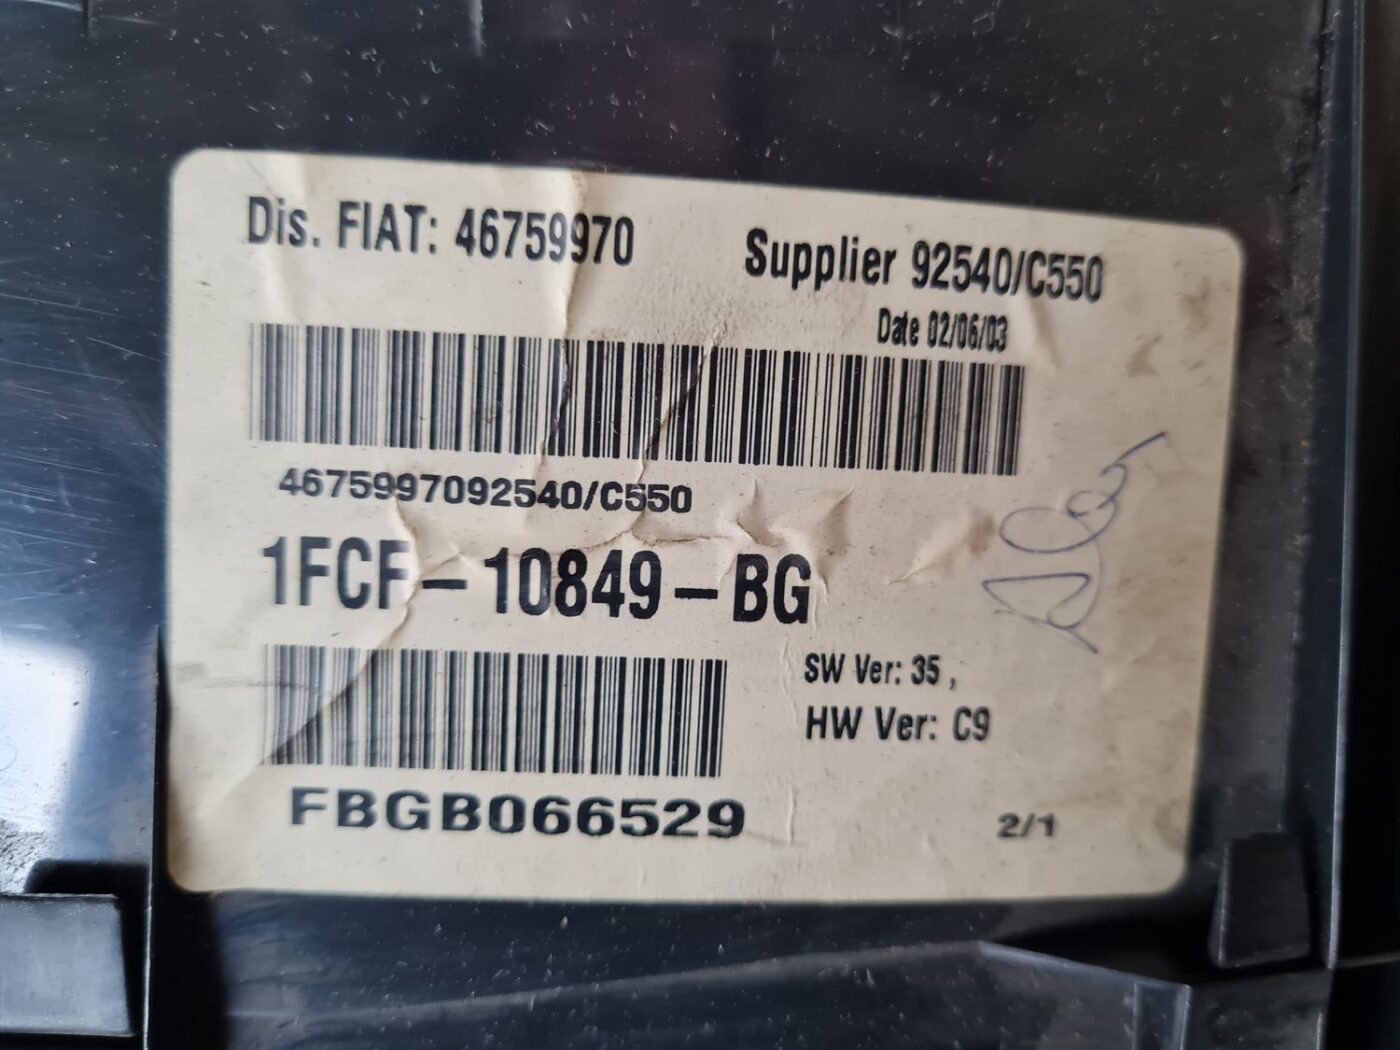 Dis. FIAT: 46759970
Supplier 92540/C550
Date 02/06/03
4675997092540/C550
1FCF-10849-BG
SW Ver: 35 ,
HW Ver: C9
FBGB066529
2/1